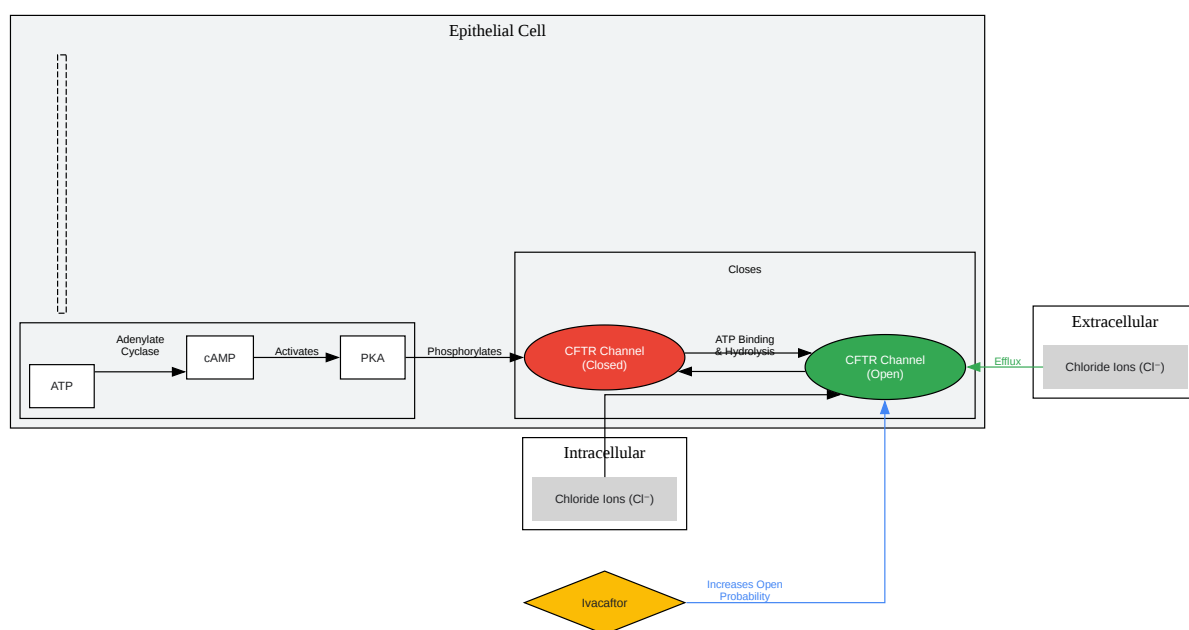 Epithelial Cell
Closes
Adenylate
Cyclase
ATP
cAMP
Activates
PKA
Phosphorylates
CFTR Channel
(Closed)
ATP Binding
& Hydrolysis
CFTR Channel
(Open)
Efflux
Extracellular
Chloride Ions (Cl⁻)
Intracellular
Chloride Ions (Cl⁻)
Ivacaftor
Increases Open
Probability